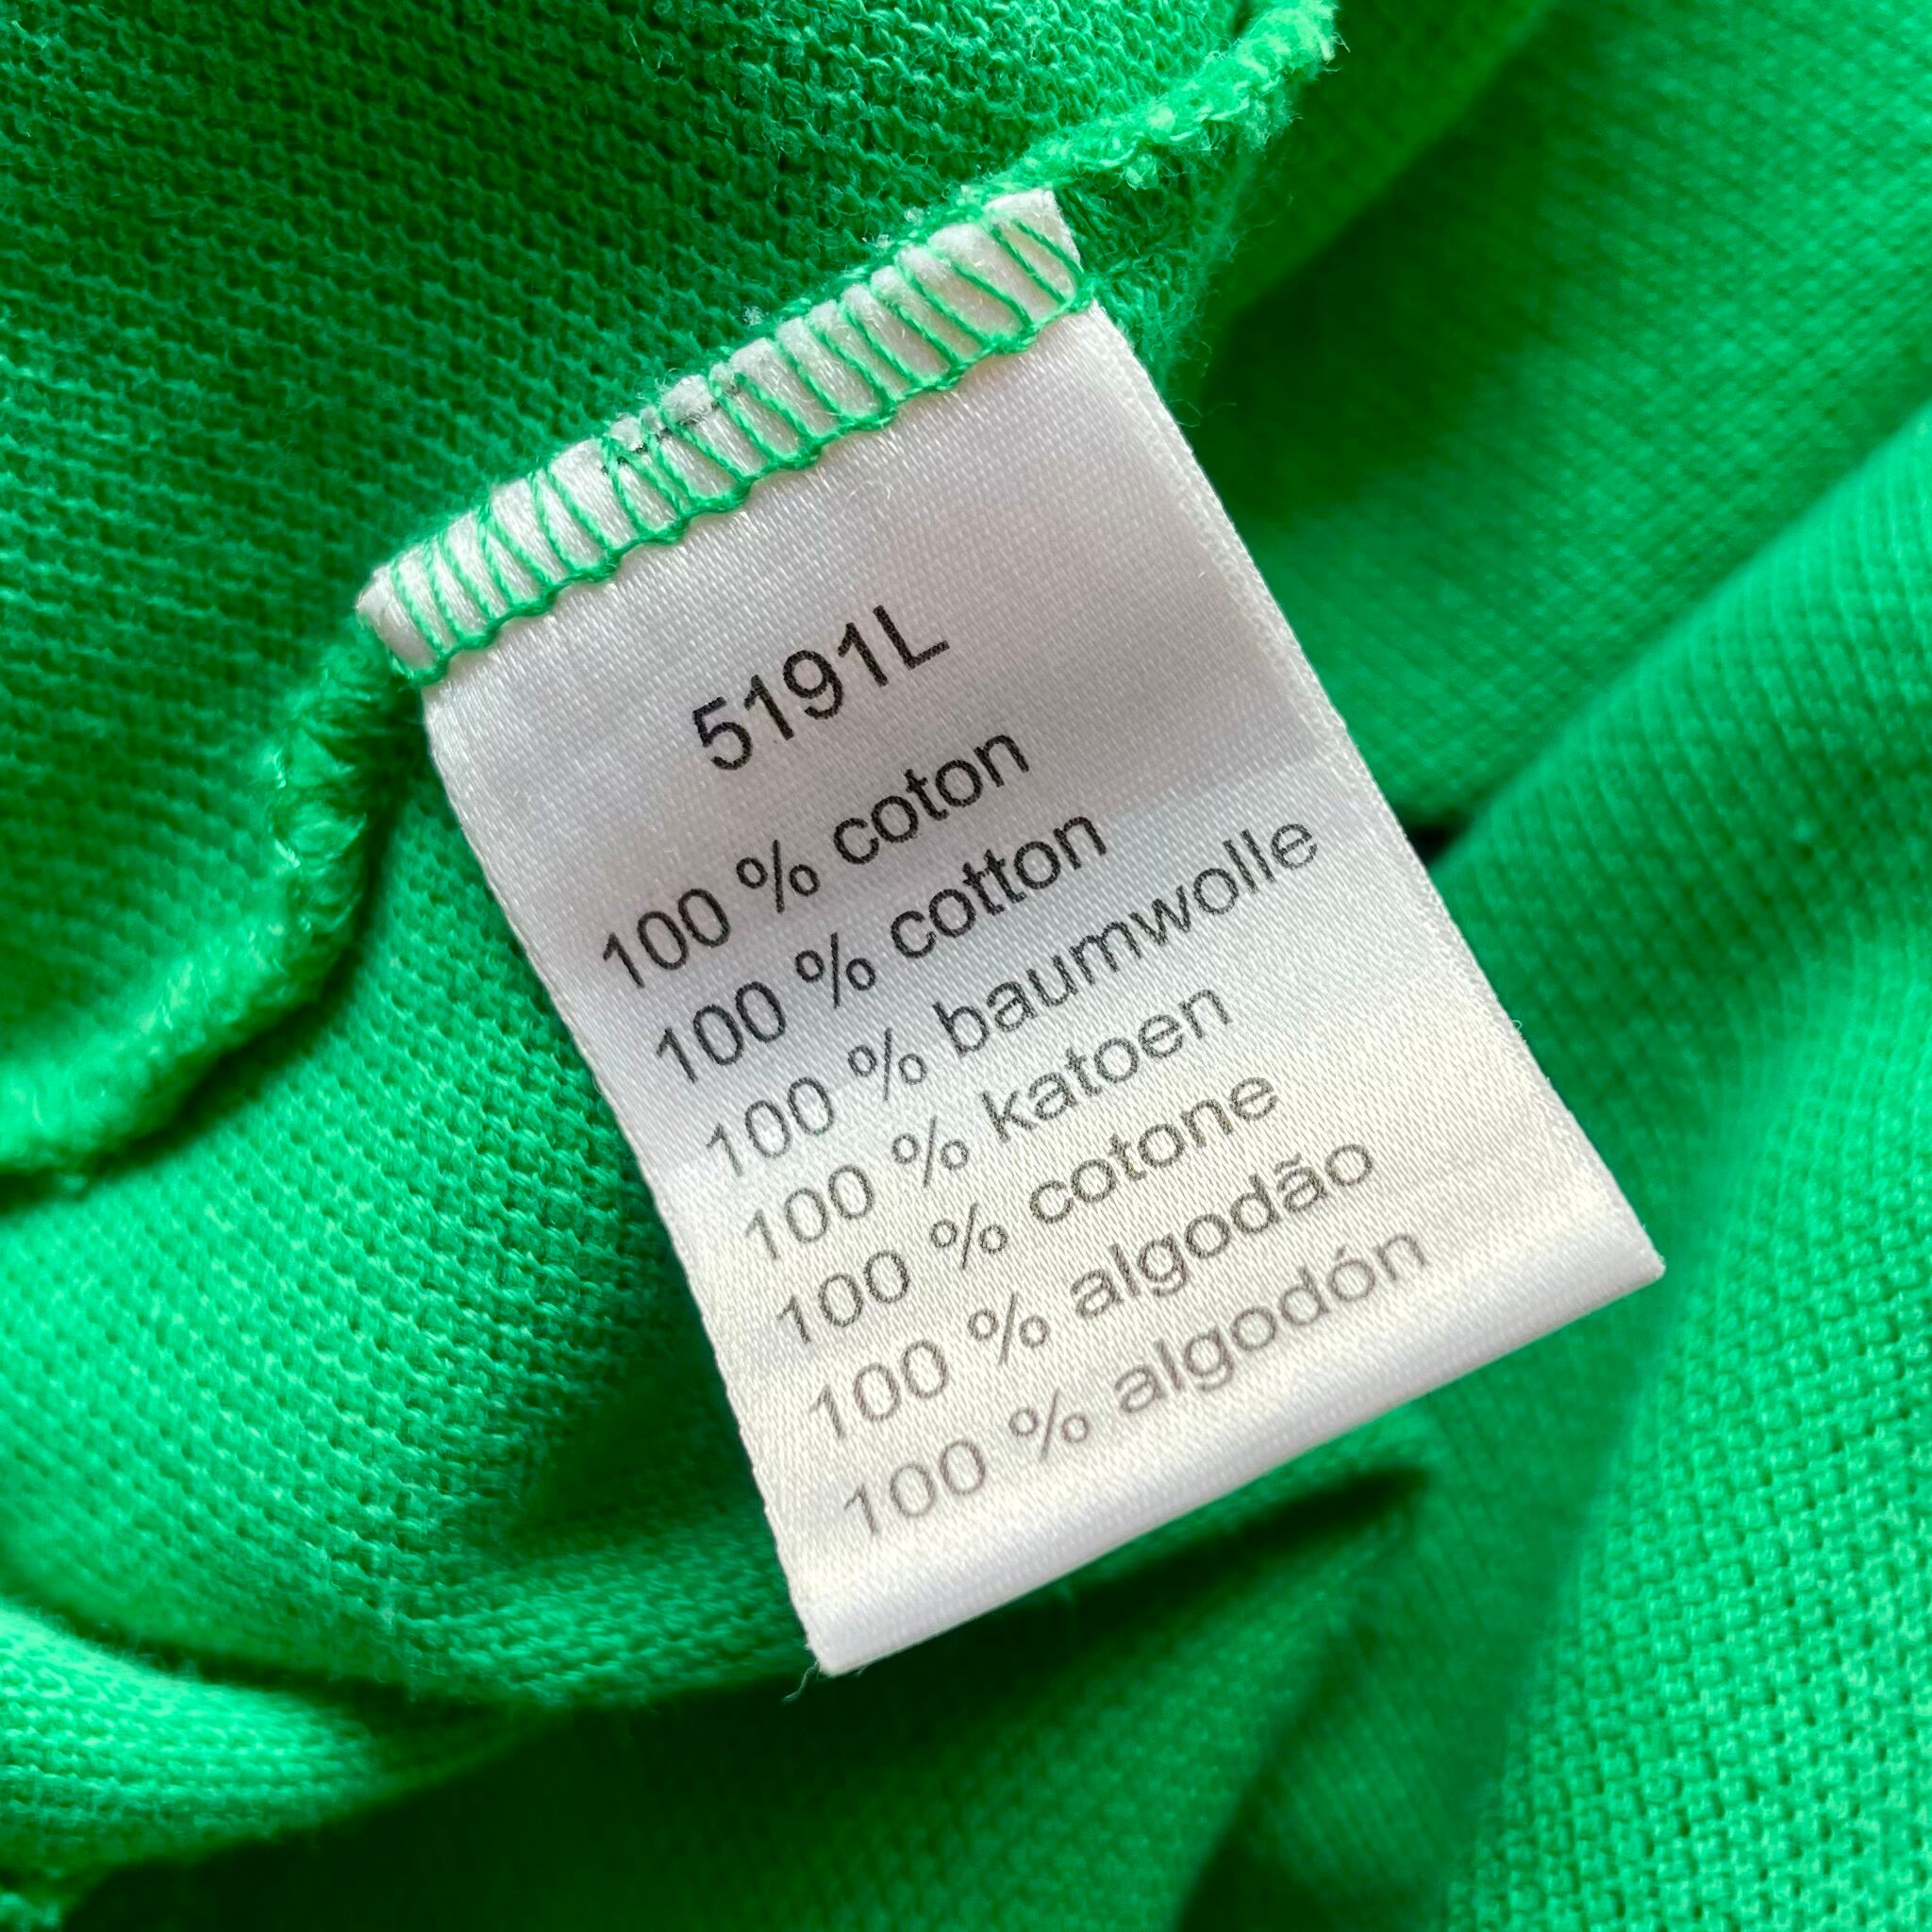 5191L
100 % coton
100 % cotton
100 % baumwolle
100 % katoen
100 % cotone
100 % algodão
100 % algodón